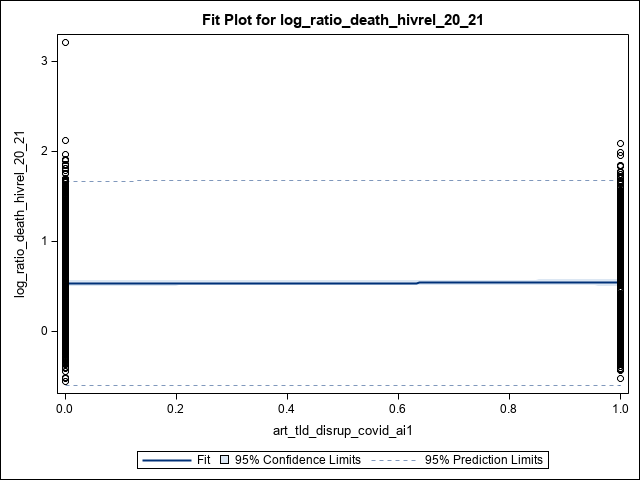 Fit Plot for log_ratio_death_hivrel_20_21
log_ratio_death_hivrel_20_21
3
2
1
0
0.0 0.2 0.4 0.6 0.8 1.0
art_tld_disrup_covid_ai1
Fit 95% Confidence Limits 95% Prediction Limits